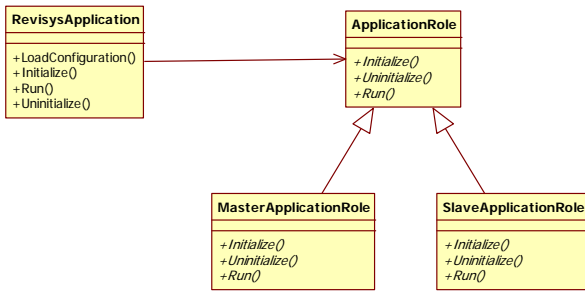 RevisysApplication
+LoadConfiguration()
+Initialize()
+Run()
+Uninitialize()
ApplicationRole
+Initialize()
+Uninitialize()
+Run()
MasterApplicationRole
+Initialize()
+Uninitialize()
+Run()
SlaveApplicationRole
+Initialize()
+Uninitialize()
+Run()